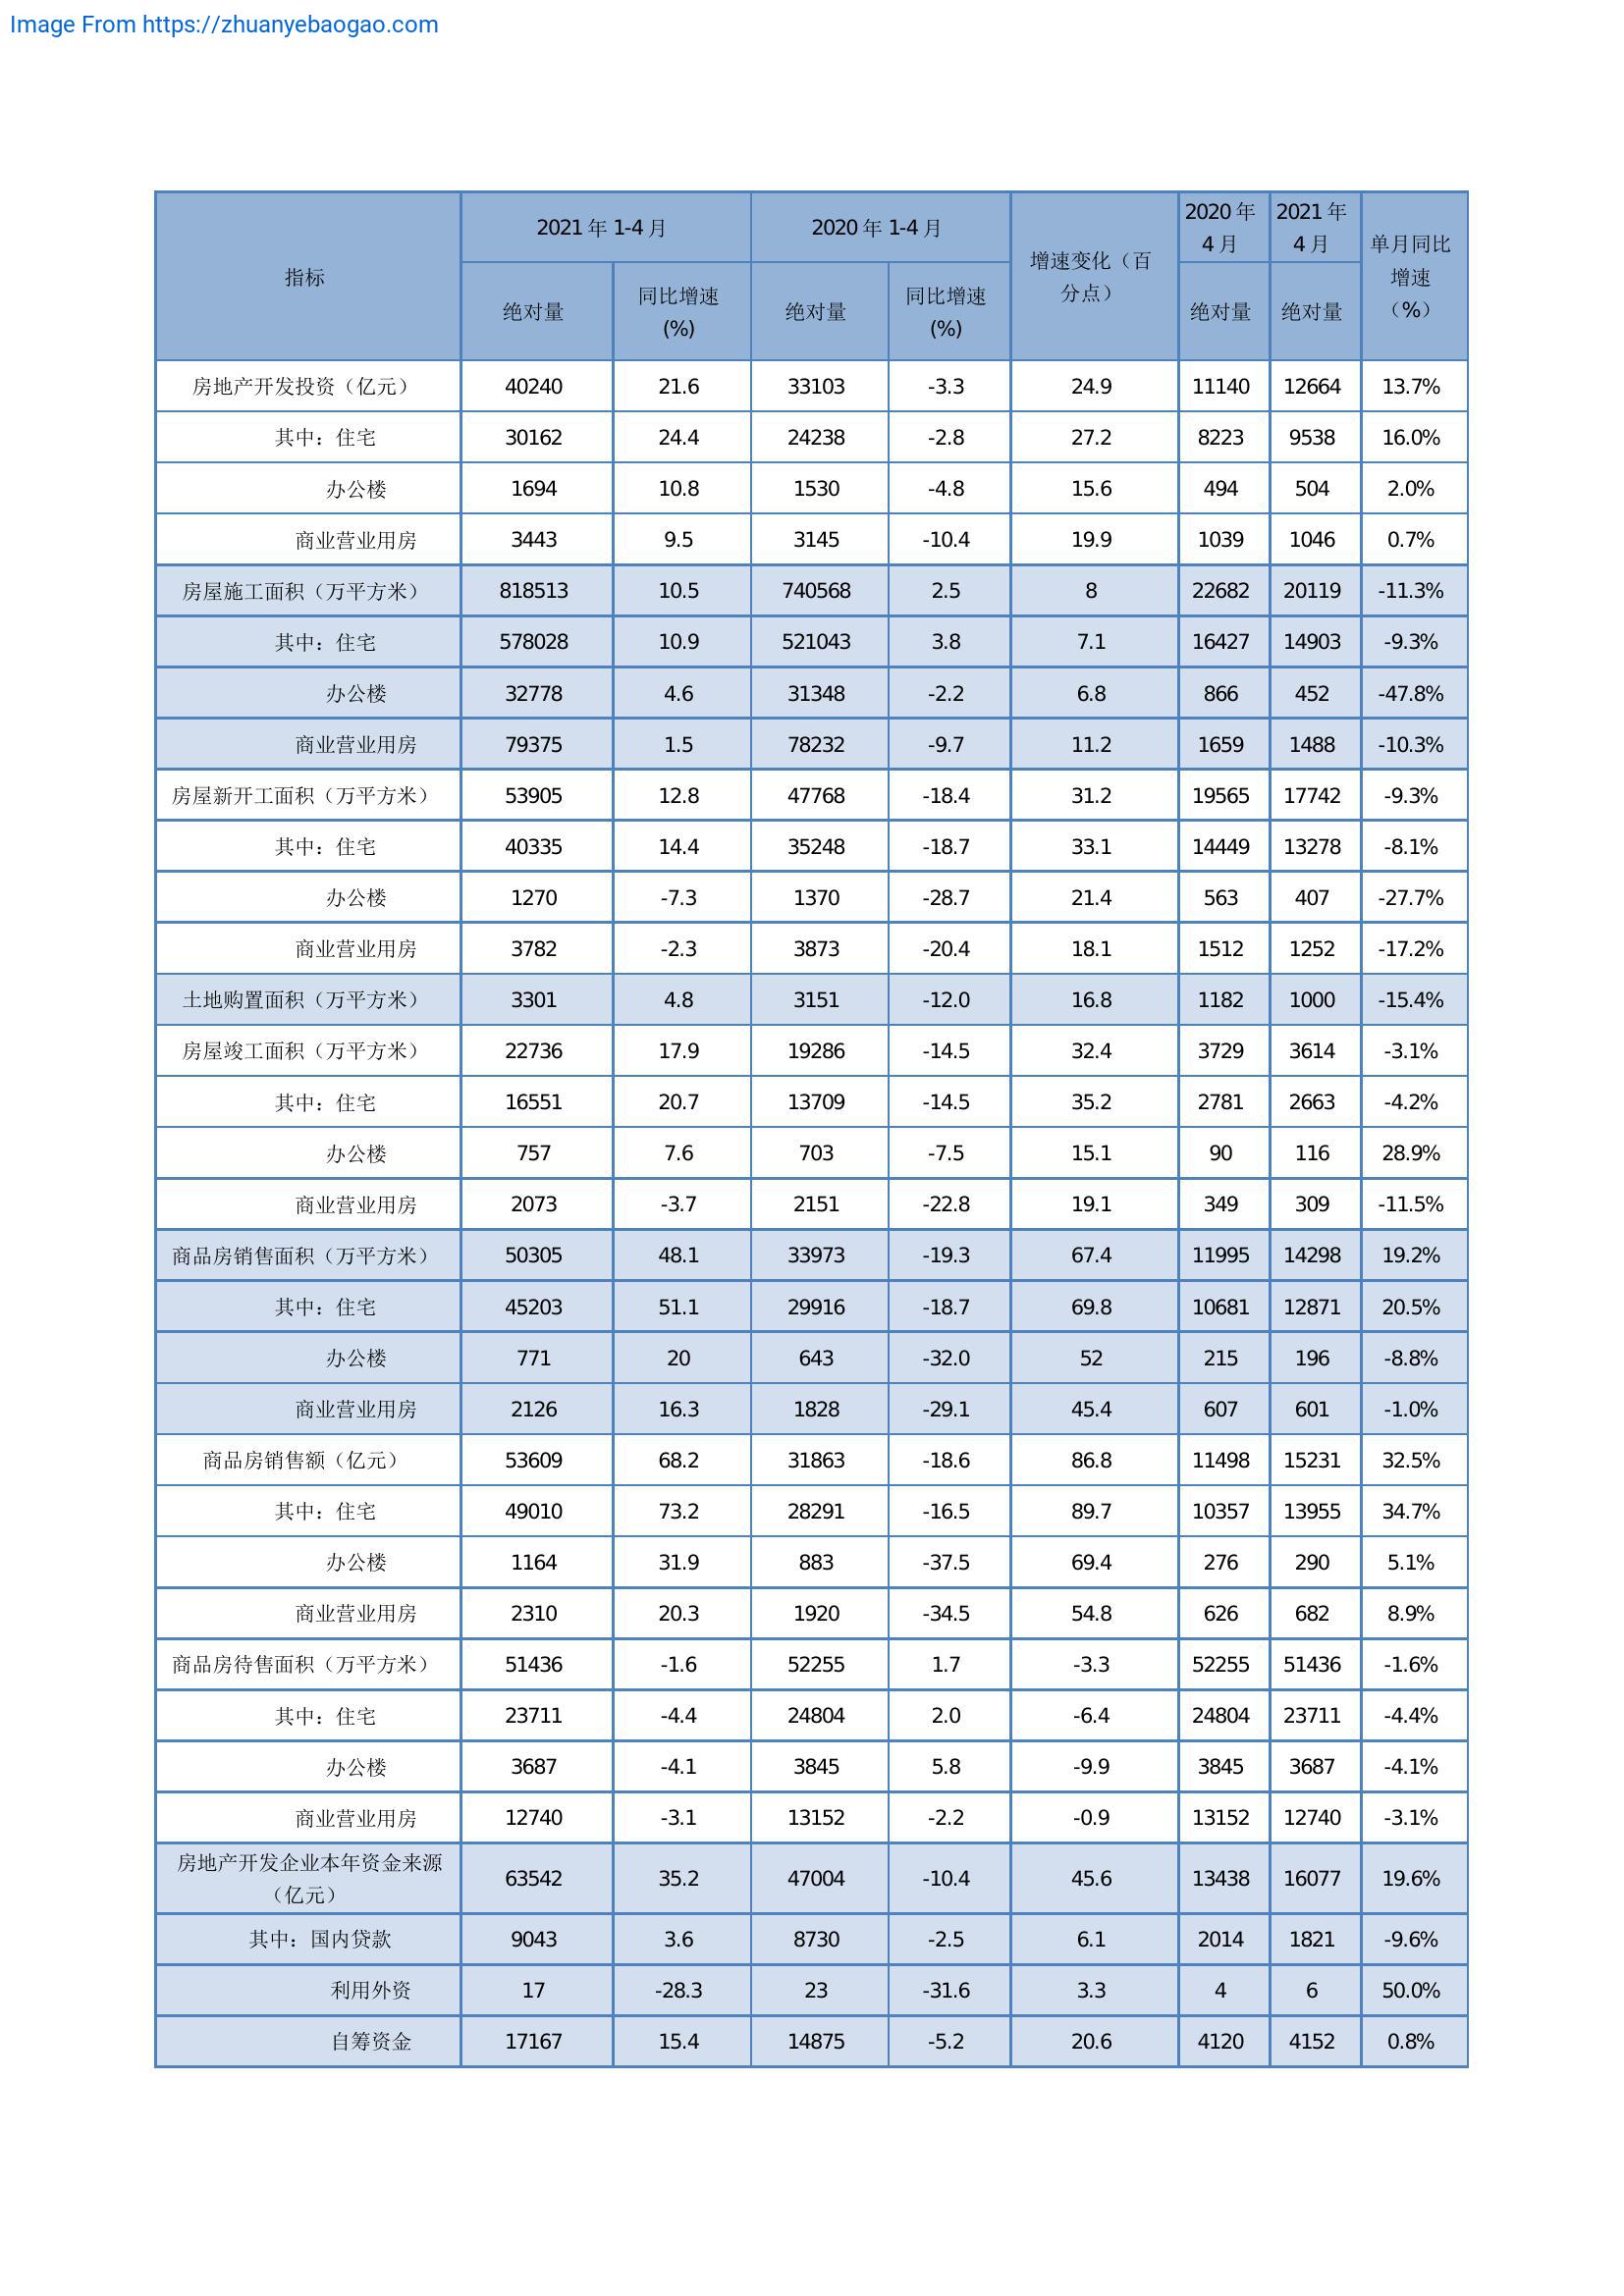 Image From https://zhuanyebaogao.com
指标 2021 年 1-4 月 2020 年 1-4 月 增速变化（百分点） 2020 年 4 月 2021 年 4 月 单月同比增速（%）
绝对量 同比增速(%) 绝对量 同比增速(%) 绝对量 绝对量
房地产开发投资（亿元） 40240 21.6 33103 -3.3 24.9 11140 12664 13.7%
其中：住宅 30162 24.4 24238 -2.8 27.2 8223 9538 16.0%
办公楼 1694 10.8 1530 -4.8 15.6 494 504 2.0%
商业营业用房 3443 9.5 3145 -10.4 19.9 1039 1046 0.7%
房屋施工面积（万平方米） 818513 10.5 740568 2.5 8 22682 20119 -11.3%
其中：住宅 578028 10.9 521043 3.8 7.1 16427 14903 -9.3%
办公楼 32778 4.6 31348 -2.2 6.8 866 452 -47.8%
商业营业用房 79375 1.5 78232 -9.7 11.2 1659 1488 -10.3%
房屋新开工面积（万平方米） 53905 12.8 47768 -18.4 31.2 19565 17742 -9.3%
其中：住宅 40335 14.4 35248 -18.7 33.1 14449 13278 -8.1%
办公楼 1270 -7.3 1370 -28.7 21.4 563 407 -27.7%
商业营业用房 3782 -2.3 3873 -20.4 18.1 1512 1252 -17.2%
土地购置面积（万平方米） 3301 4.8 3151 -12.0 16.8 1182 1000 -15.4%
房屋竣工面积（万平方米） 22736 17.9 19286 -14.5 32.4 3729 3614 -3.1%
其中：住宅 16551 20.7 13709 -14.5 35.2 2781 2663 -4.2%
办公楼 757 7.6 703 -7.5 15.1 90 116 28.9%
商业营业用房 2073 -3.7 2151 -22.8 19.1 349 309 -11.5%
商品房销售面积（万平方米） 50305 48.1 33973 -19.3 67.4 11995 14298 19.2%
其中：住宅 45203 51.1 29916 -18.7 69.8 10681 12871 20.5%
办公楼 771 20 643 -32.0 52 215 196 -8.8%
商业营业用房 2126 16.3 1828 -29.1 45.4 607 601 -1.0%
商品房销售额（亿元） 53609 68.2 31863 -18.6 86.8 11498 15231 32.5%
其中：住宅 49010 73.2 28291 -16.5 89.7 10357 13955 34.7%
办公楼 1164 31.9 883 -37.5 69.4 276 290 5.1%
商业营业用房 2310 20.3 1920 -34.5 54.8 626 682 8.9%
商品房待售面积（万平方米） 51436 -1.6 52255 1.7 -3.3 52255 51436 -1.6%
其中：住宅 23711 -4.4 24804 2.0 -6.4 24804 23711 -4.4%
办公楼 3687 -4.1 3845 5.8 -9.9 3845 3687 -4.1%
商业营业用房 12740 -3.1 13152 -2.2 -0.9 13152 12740 -3.1%
房地产开发企业本年资金来源（亿元） 63542 35.2 47004 -10.4 45.6 13438 16077 19.6%
其中：国内贷款 9043 3.6 8730 -2.5 6.1 2014 1821 -9.6%
利用外资 17 -28.3 23 -31.6 3.3 4 6 50.0%
自筹资金 17167 15.4 14875 -5.2 20.6 4120 4152 0.8%